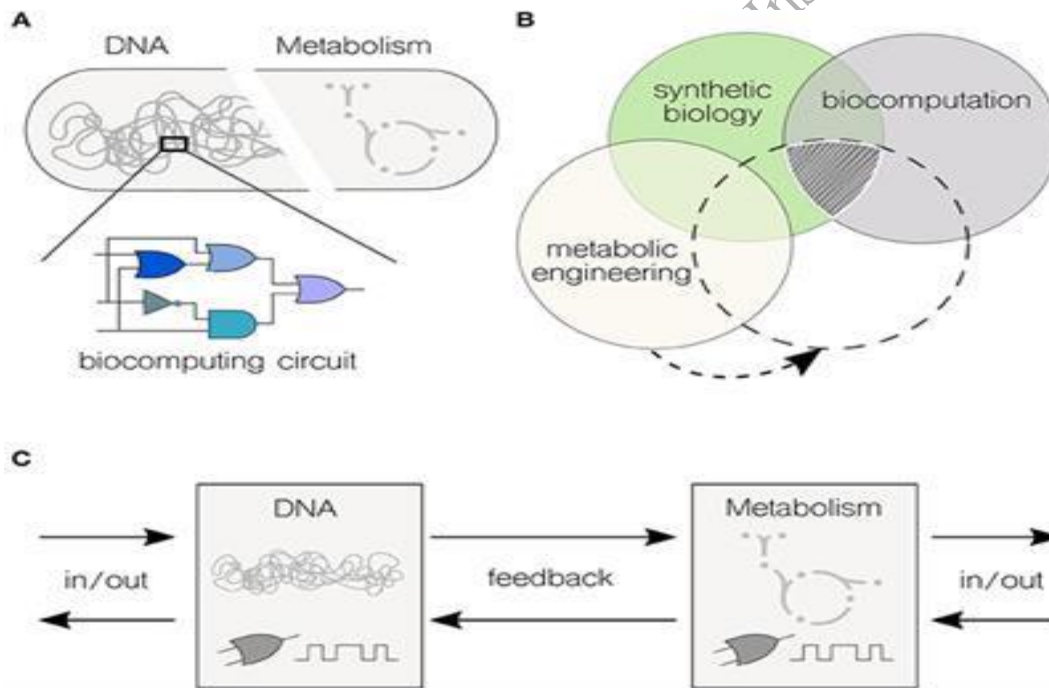 A
DNA
Metabolism
biocomputing circuit
B
synthetic
biology
biocomputation
metabolic
engineering
C
in/out
DNA
feedback
Metabolism
in/out